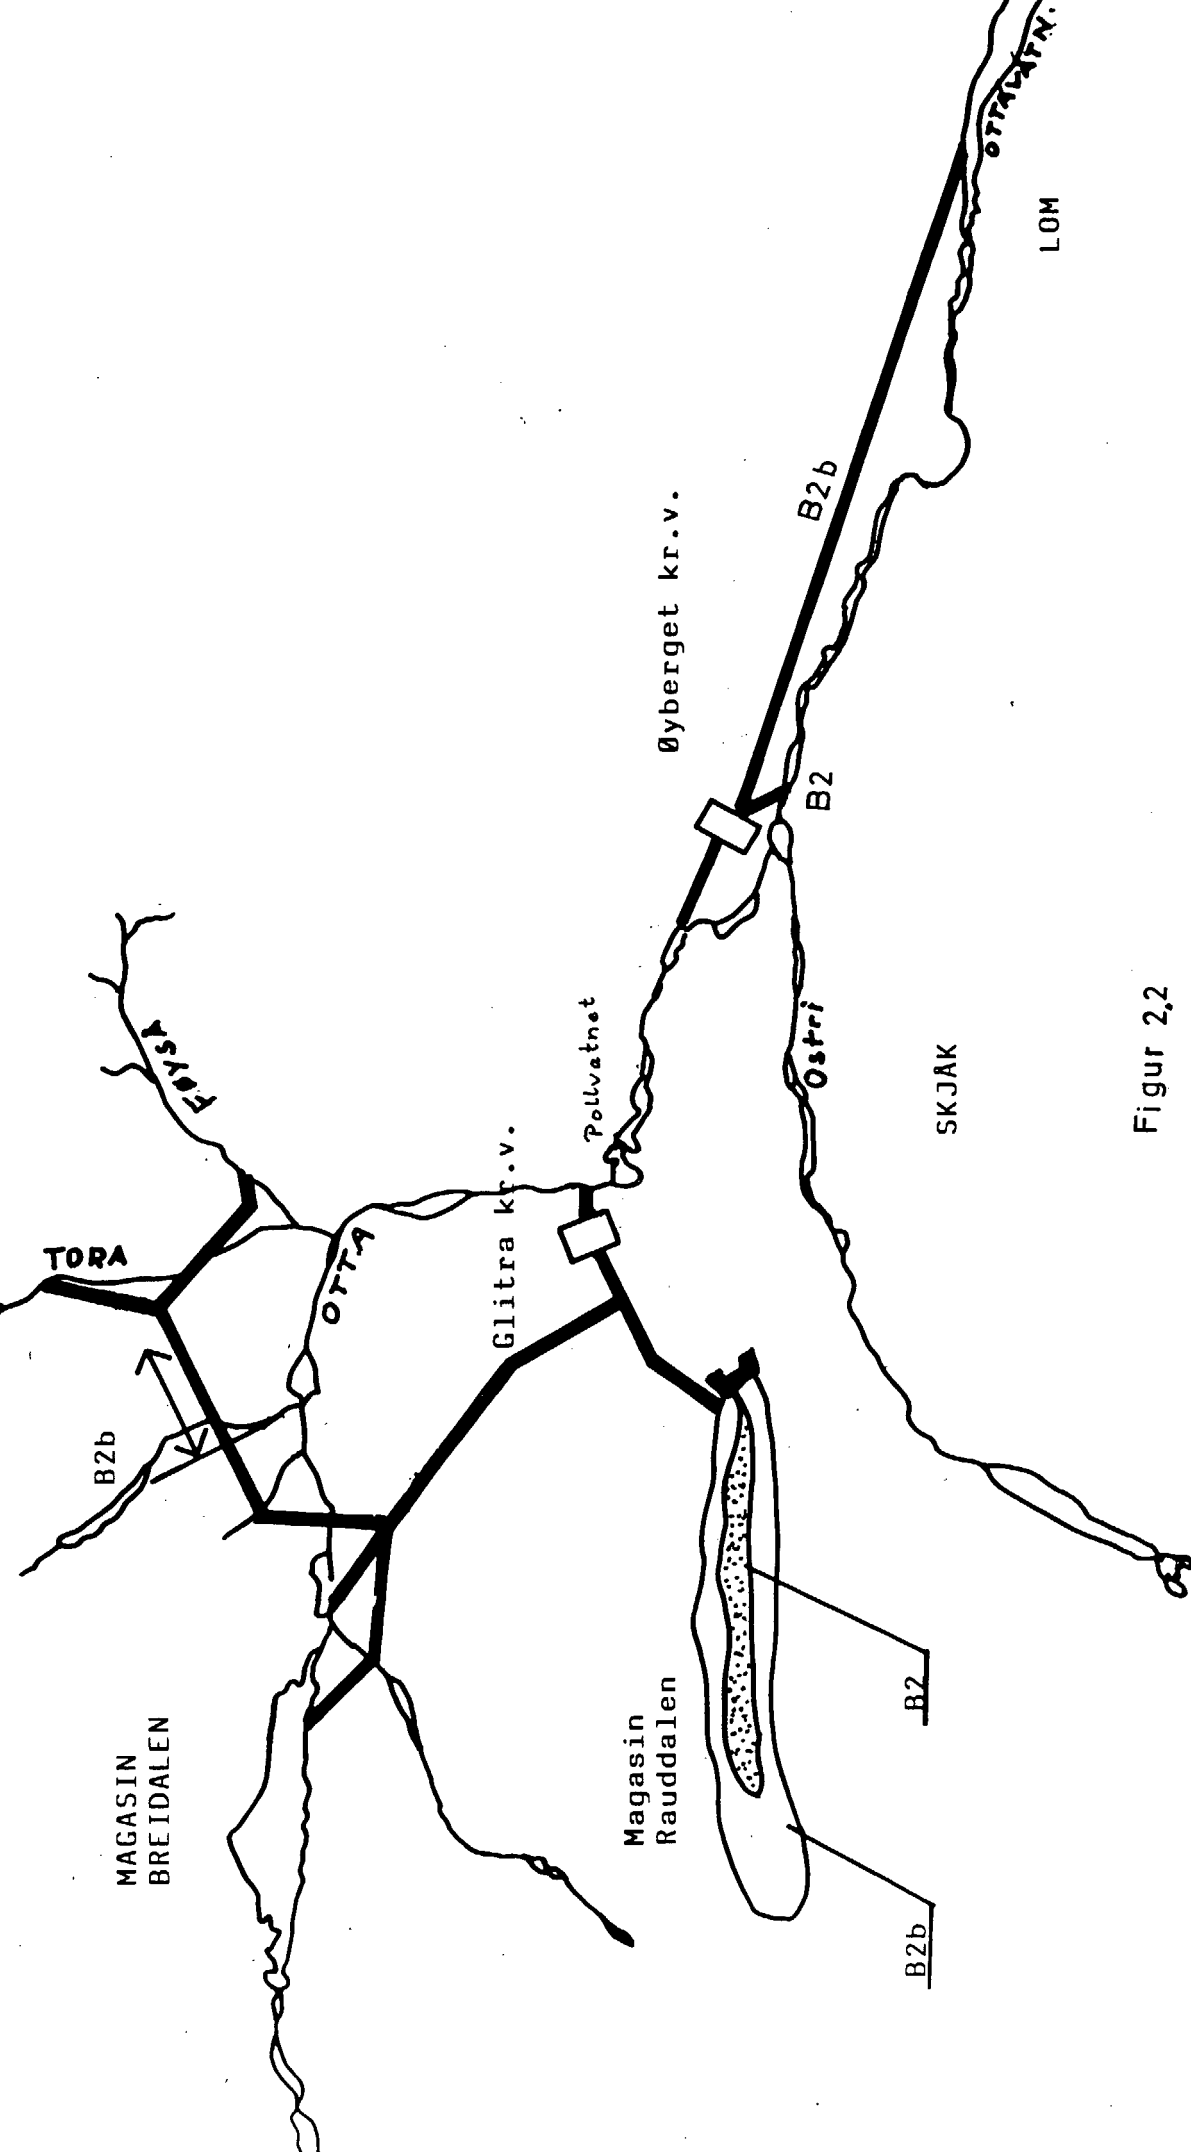 MAGASIN
BREIDALEN
B2b
TORA
FØYSA
OTTA
Glitra kr.v.
Pollvatnet
Øyberget kr.v.
B2b
OTTALATN.
LOM
B2
Ostri
SKJÅK
Magasin
Rauddalen
B2
B2b
Figur 2,2